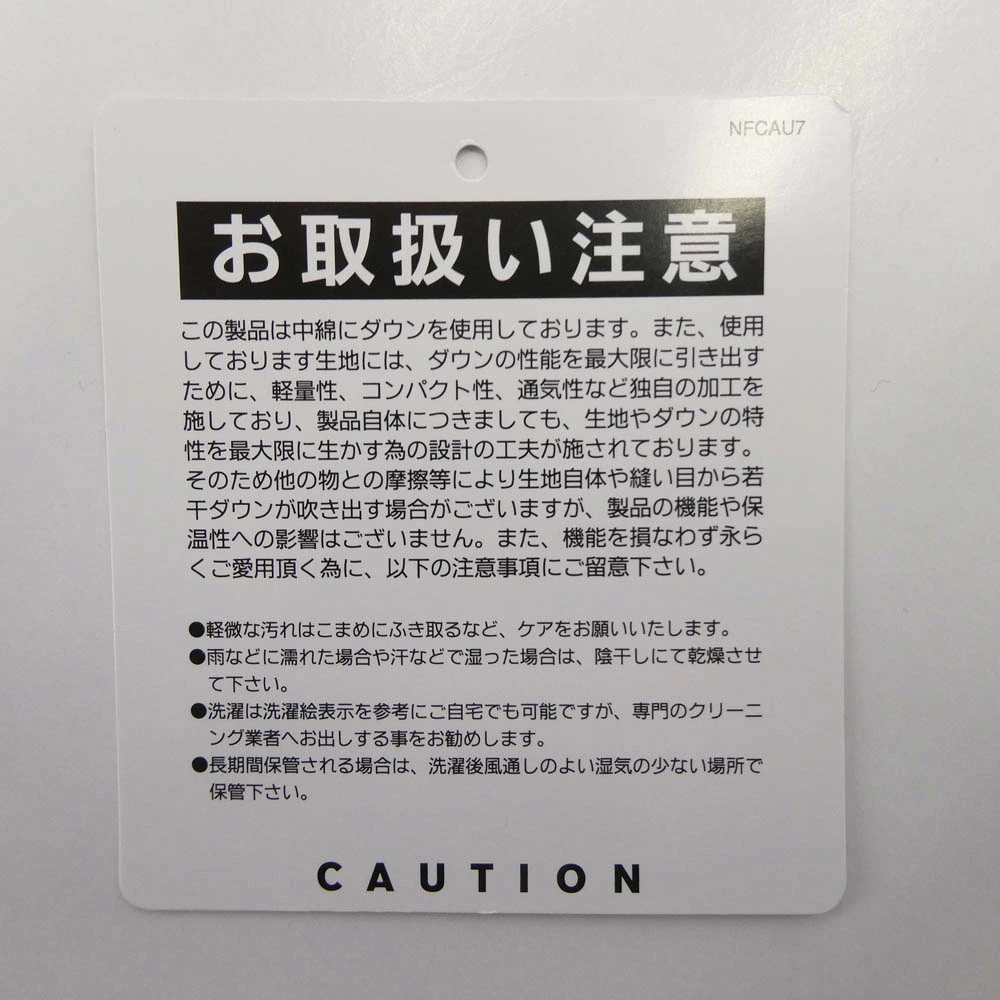 NFCAU7
お取扱い注意
この製品は中綿にダウンを使用しております。また、使用
しております生地には、ダウンの性能を最大限に引き出す
ために、軽量性、コンパクト性、通気性など独自の加工を
施しており、製品自体につきましても、生地やダウンの特
性を最大限に生かす為の設計の工夫が施されております。
そのため他の物との摩擦等により生地自体や縫い目から若
干ダウンが吹き出す場合がございますが、製品の機能や保
温性への影響はございません。また、機能を損なわず永ら
くご愛用頂く為に、以下の注意事項にご留意下さい。
●軽微な汚れはこまめにふき取るなど、ケアをお願いいたします。
●雨などに濡れた場合や汗などで湿った場合は、陰干しにて乾燥させ
て下さい。
●洗濯は洗濯絵表示を参考にご自宅でも可能ですが、専門のクリーニ
ング業者へお出しする事をお勧めします。
●長期間保管される場合は、洗濯後風通しのよい湿気の少ない場所で
保管下さい。
CAUTION